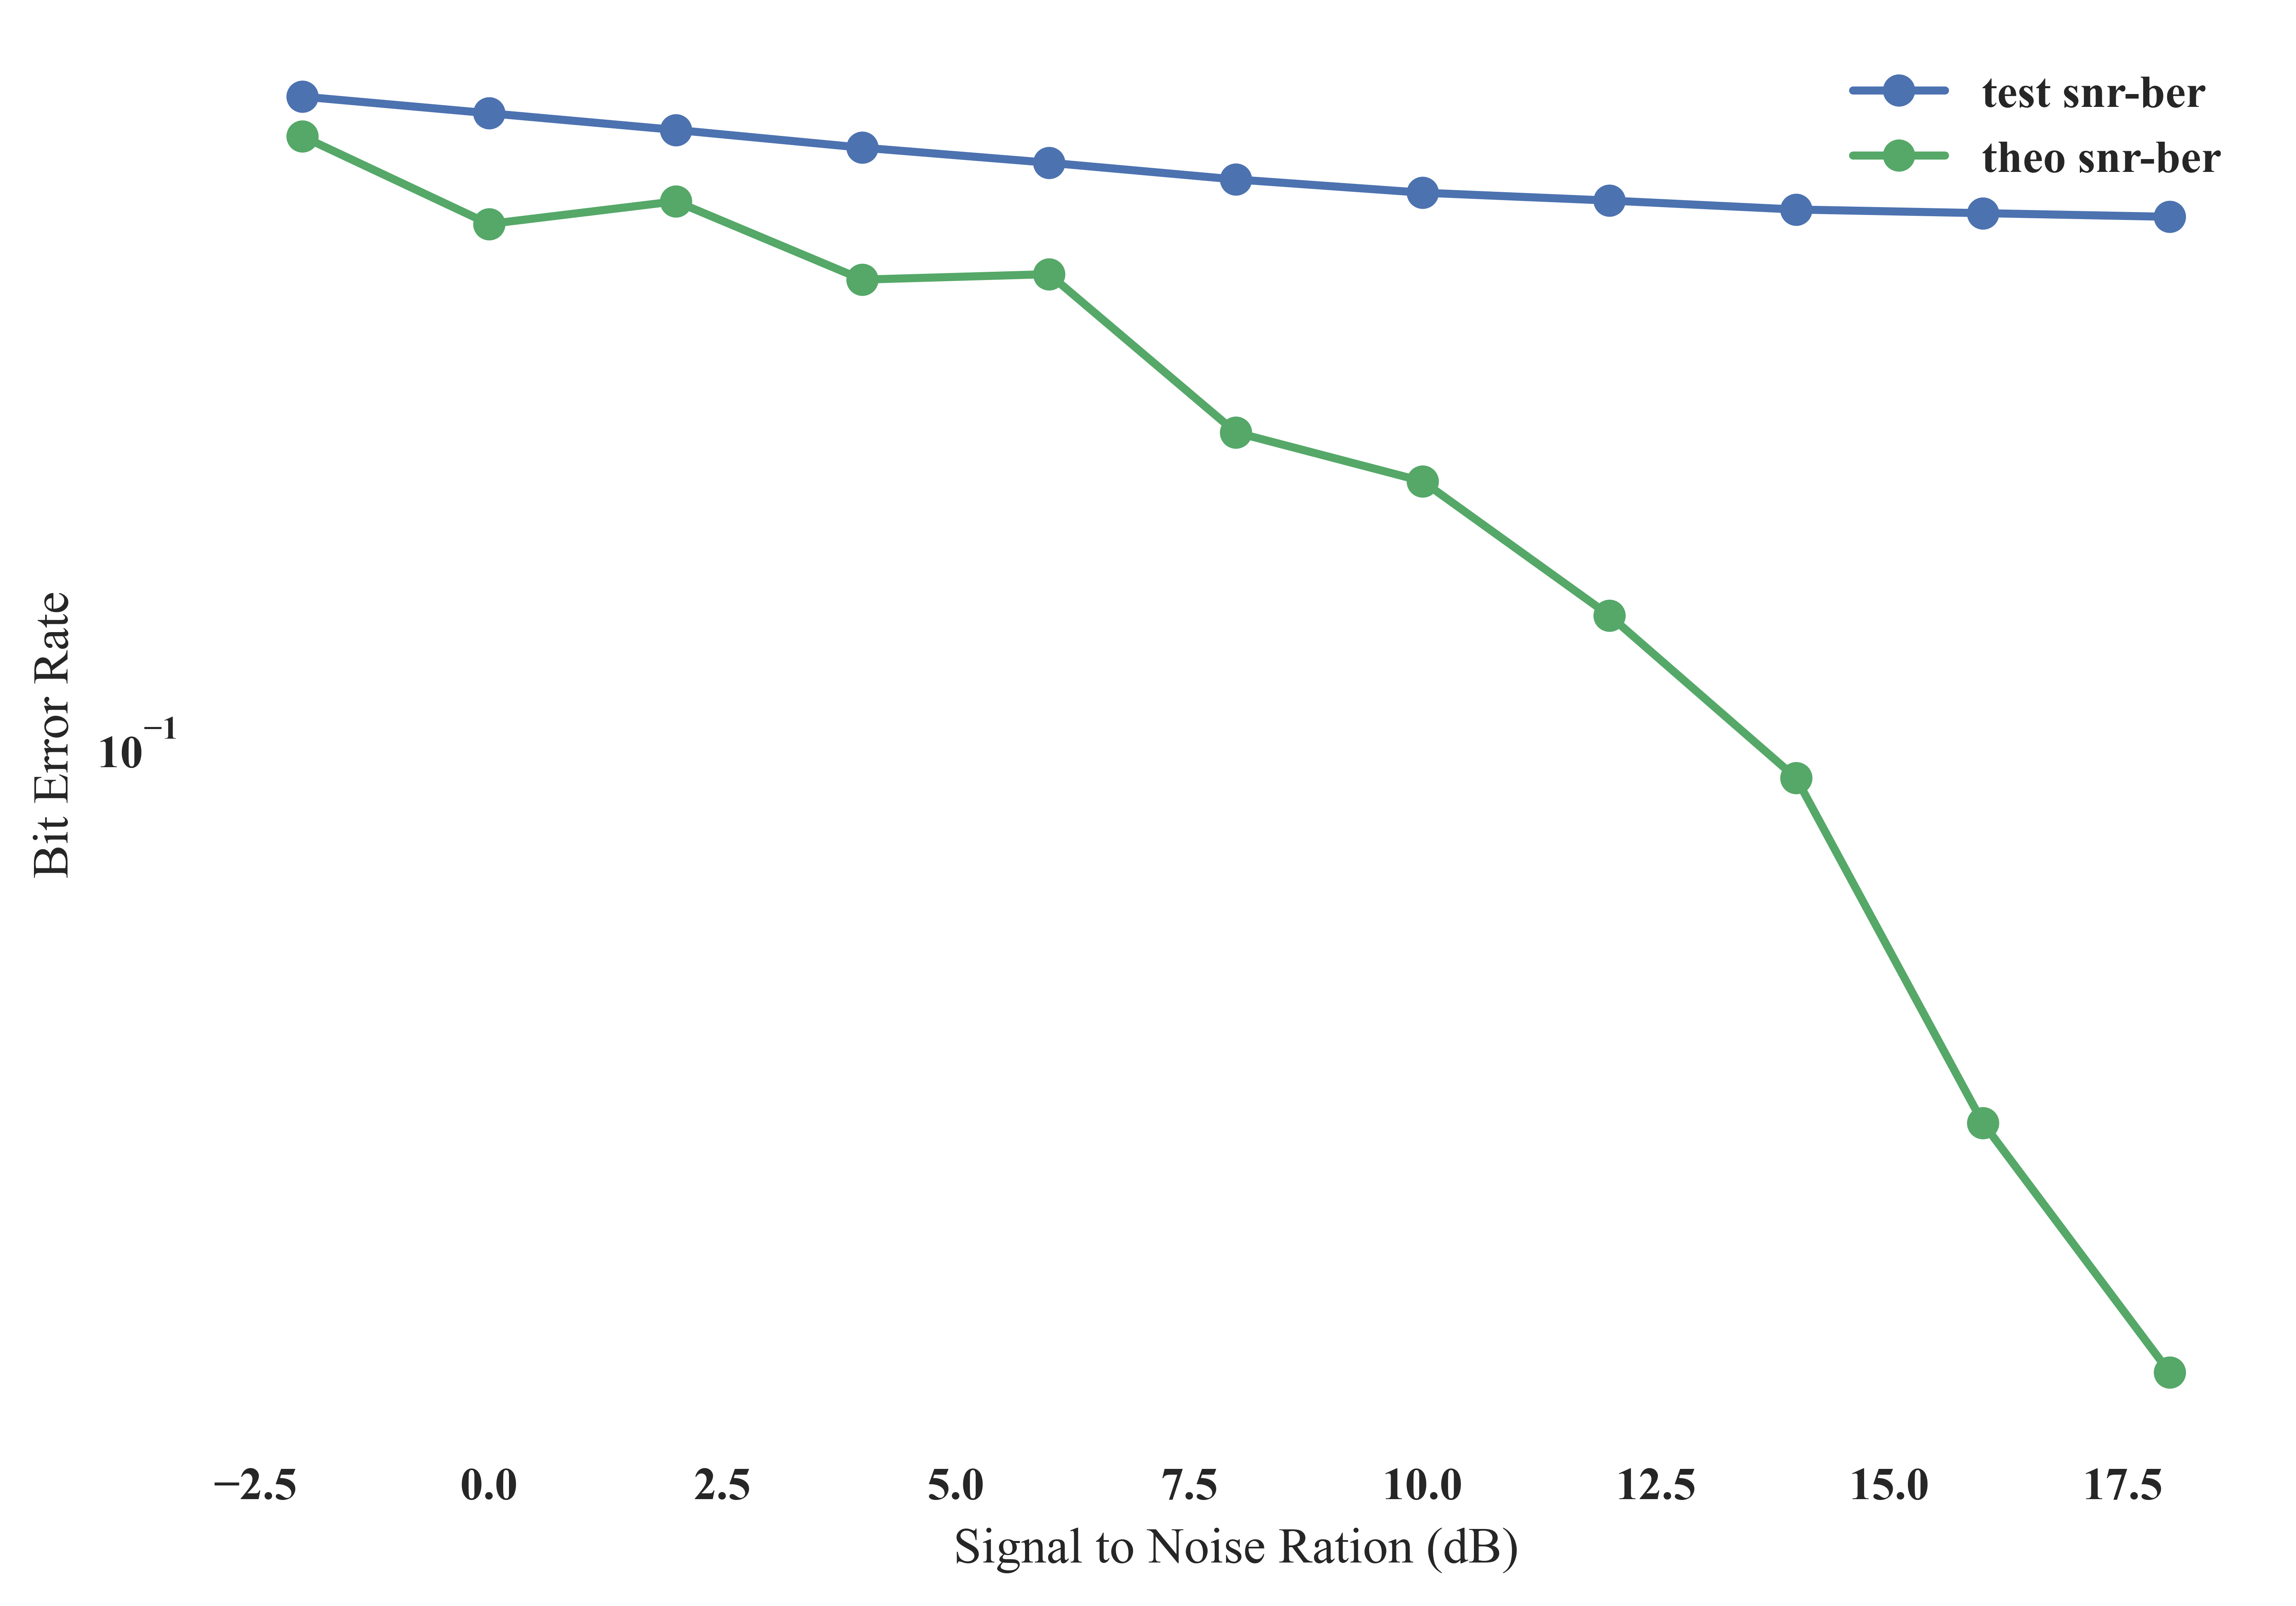 test snr-ber
theo snr-ber
Bit Error Rate
10⁻¹
−2.5 0.0 2.5 5.0 7.5 10.0 12.5 15.0 17.5
Signal to Noise Ration (dB)